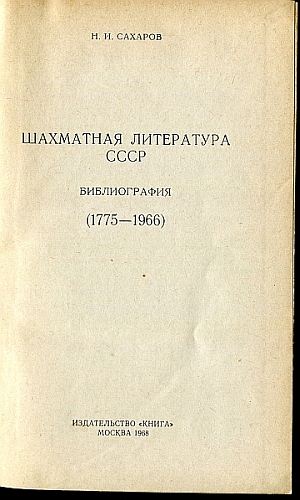 Н. И. САХАРОВ
ШАХМАТНАЯ ЛИТЕРАТУРА
СССР
БИБЛИОГРАФИЯ
(1775—1966)
ИЗДАТЕЛЬСТВО «КНИГА»
МОСКВА 1968